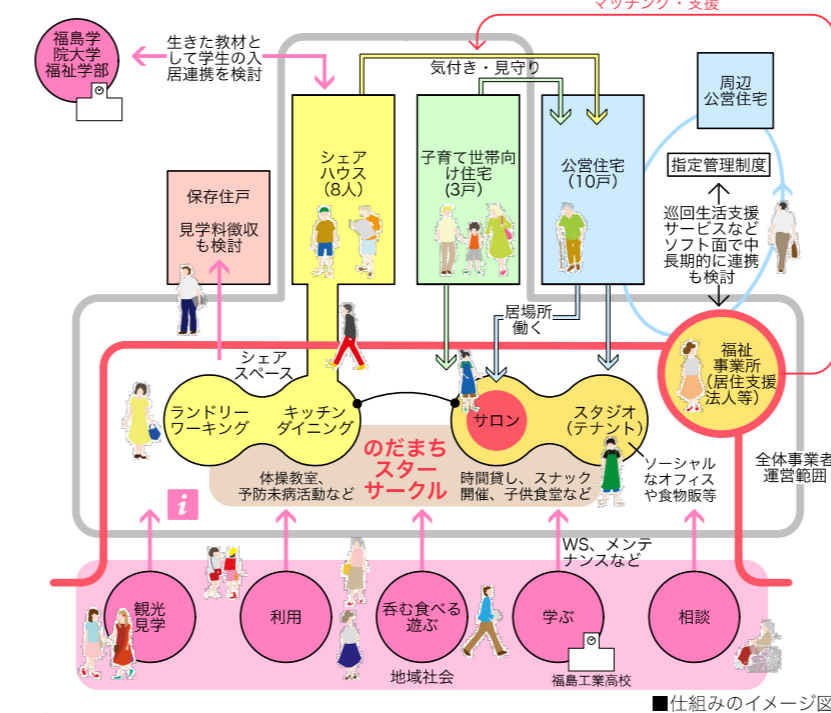 マッチング・支援
福島学
院大学
福祉学部
生きた教材と
して学生の入
居連携を検討
気付き・見守り
周辺
公営住宅
シェア
ハウス
(8人)
子育て世帯向
け住宅
(3戸)
公営住宅
(10戸)
指定管理制度
保存住戸
見学料徴収
も検討
巡回生活支援
サービスなど
ソフト面で中
長期的に連携
も検討
居場所
働く
シェア
スペース
福祉
事業所
(居住支援
法人等)
ランドリー
ワーキング
キッチン
ダイニング
サロン
スタジオ
(テナント)
のだまち
スター
サークル
体操教室、
予防未病活動など
時間貸し、スナック
開催、子供食堂など
ソーシャル
なオフィス
や食物販等
全体事業者
運営範囲
i
WS、メンテ
ナンスなど
観光
見学
利用
呑む食べる
遊ぶ
学ぶ
相談
地域社会
福島工業高校
■仕組みのイメージ図